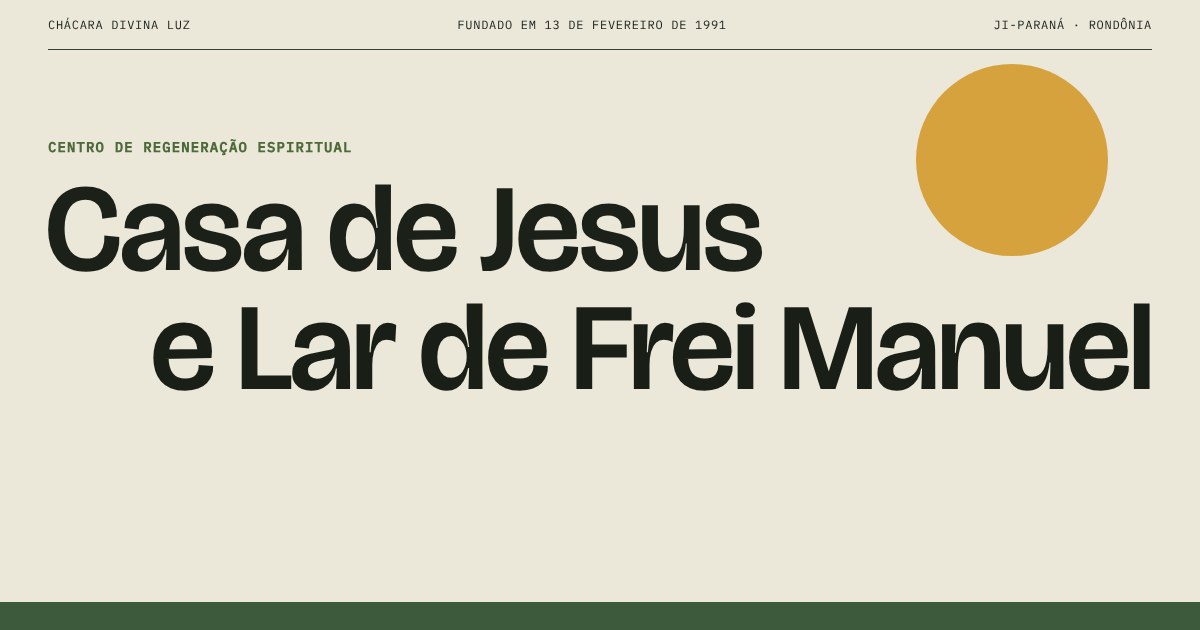 CHÁCARA DIVINA LUZ
FUNDADO EM 13 DE FEVEREIRO DE 1991
JI-PARANÁ · RONDÔNIA
CENTRO DE REGENERAÇÃO ESPIRITUAL
Casa de Jesus
e Lar de Frei Manuel